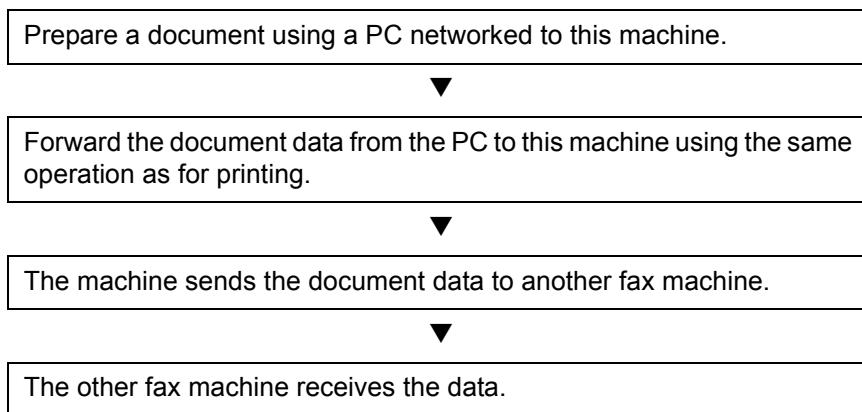 Prepare a document using a PC networked to this machine.
▼
Forward the document data from the PC to this machine using the same
operation as for printing.
▼
The machine sends the document data to another fax machine.
▼
The other fax machine receives the data.